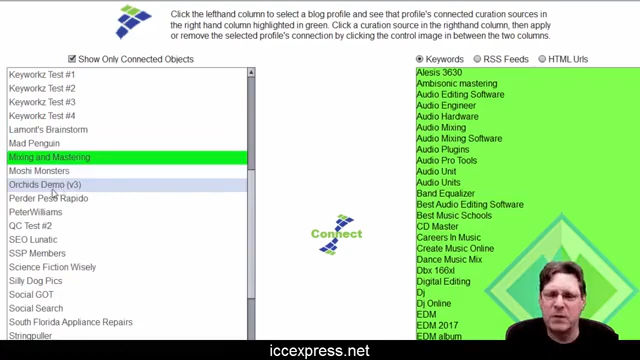 Click the lefthand column to select a blog profile and see that profile's connected curation sources in
the right hand column highlighted in green. Click a curation source in the righthand column, then apply
or remove the selected profile's connection by clicking the control image in between the two columns.
Show Only Connected Objects
Keywords RSS Feeds HTML Urls
Keyworkz Test #1
Keyworkz Test #2
Keyworkz Test #3
Keyworkz Test #4
Lamont's Brainstorm
Mad Penguin
Mixing and Mastering
Moshi Monsters
Orchids Demo (v3)
Perder Peso Rapido
PeterWilliams
QC Test #2
SEO Lunatic
SSP Members
Science Fiction Wisely
Silly Dog Pics
Social GOT
Social Search
South Florida Appliance Repairs
Stringpuller
Connect
Alesis 3630
Ambisonic mastering
Audio Editing Software
Audio Engineer
Audio Hardware
Audio Mixing
Audio Mixing Software
Audio Plugins
Audio Pro Tools
Audio Unit
Audio Units
Band Equalizer
Best Audio Editing Software
Best Music Schools
CD Master
Careers In Music
Create Music Online
Dance Music Mix
Dbx 166xl
Digital Editing
Dj
Dj Online
EDM
EDM 2017
EDM album
iccexpress.net